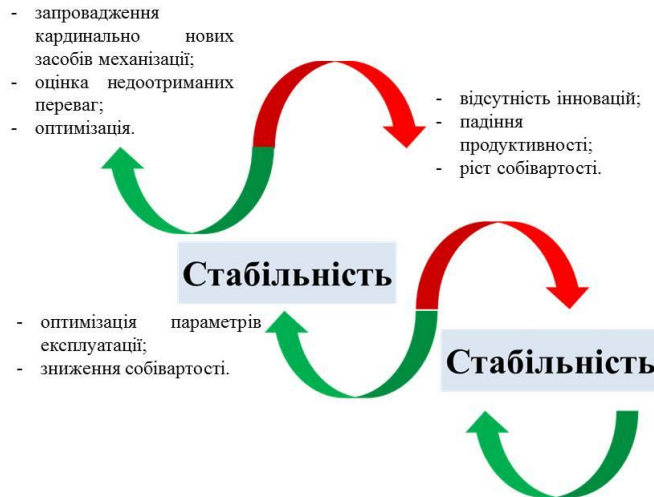 - запровадження
кардинально нових
засобів механізації;
- оцінка недоотриманих
переваг;
- оптимізація.
- відсутність інновацій;
- падіння
продуктивності;
- ріст собівартості.
Стабільність
- оптимізація параметрів
експлуатації;
- зниження собівартості.
Стабільність